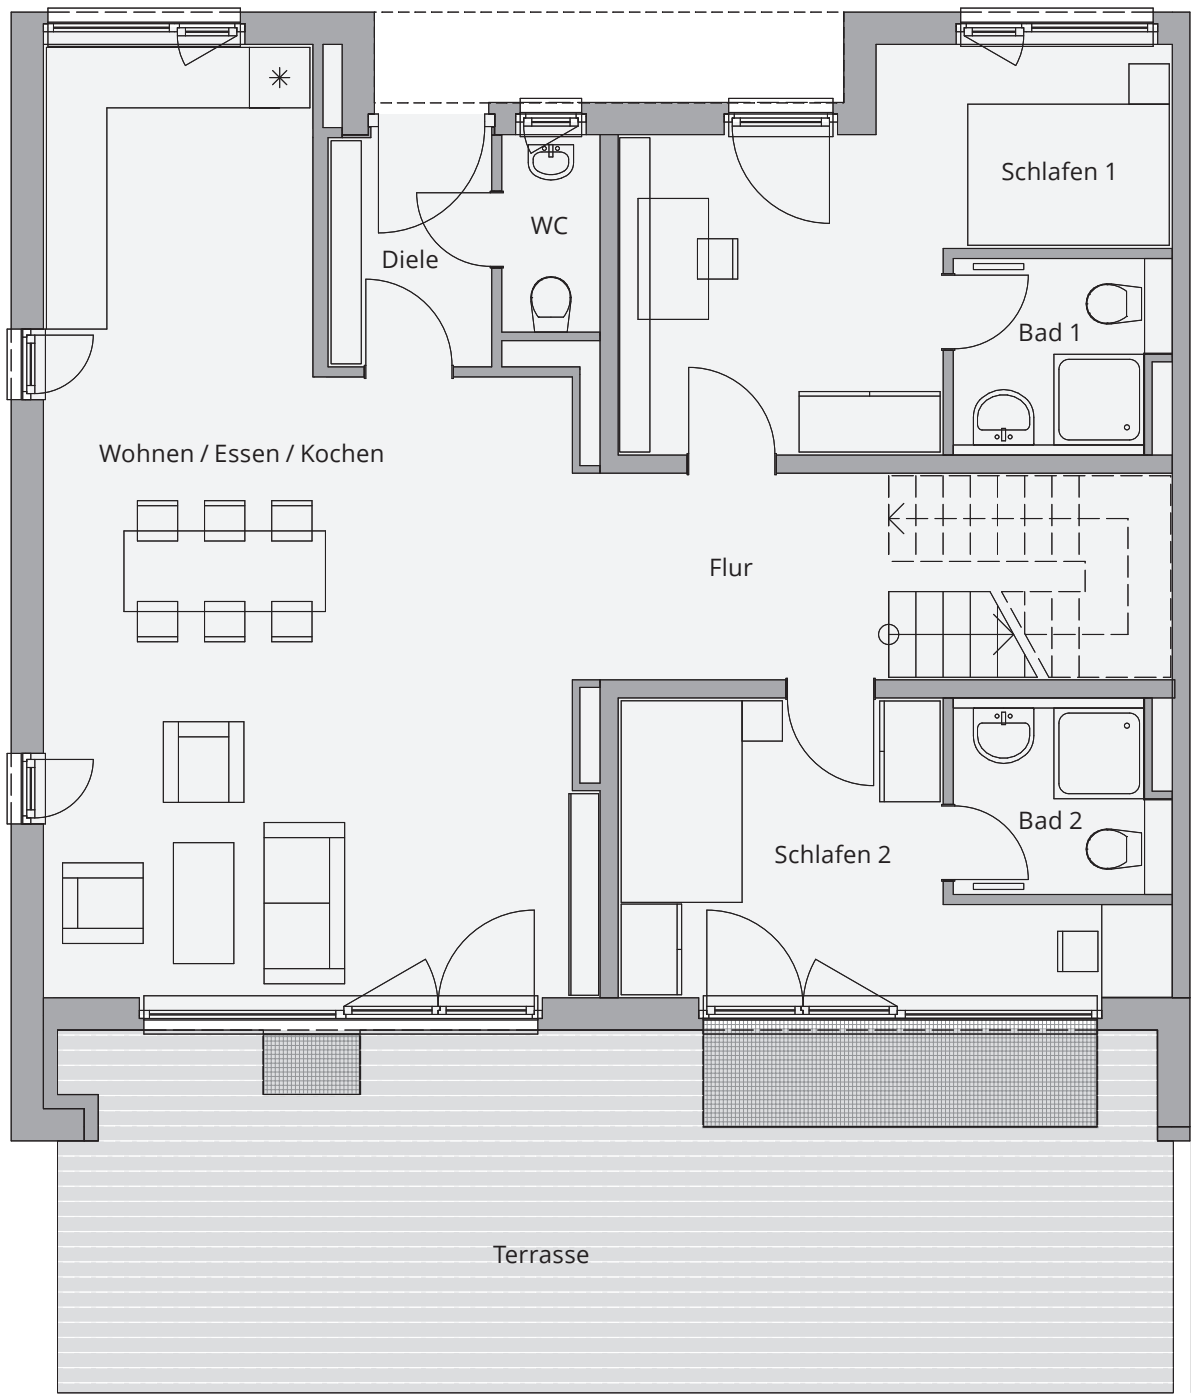 Schlafen 1
WC
Diele
Bad 1
Wohnen / Essen / Kochen
Flur
Bad 2
Schlafen 2
Terrasse